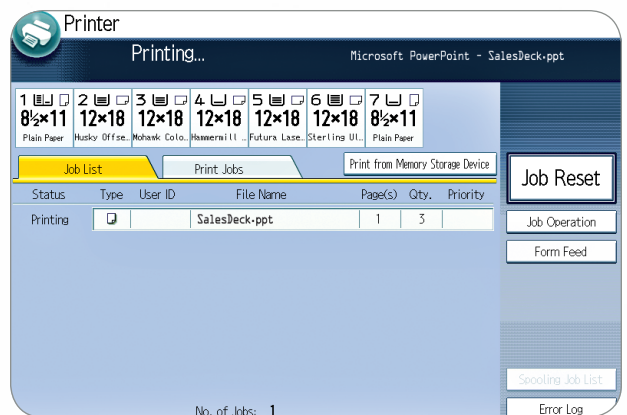 Printer
Printing... Microsoft PowerPoint - SalesDeck.ppt
1 2 3 4 5 6 7
8½×11 12×18 12×18 12×18 12×18 12×18 8½×11
Plain Paper Husky Offse.. Mohawk Colo.. Hammermill .. Futura Lase.. Sterling Ul.. Plain Paper
Job List Print Jobs Print from Memory Storage Device
Job Reset
Status Type User ID File Name Page(s) Qty. Priority
Printing SalesDeck.ppt 1 3
Job Operation
Form Feed
Spooling Job List
No. of Jobs: 1
Error Log